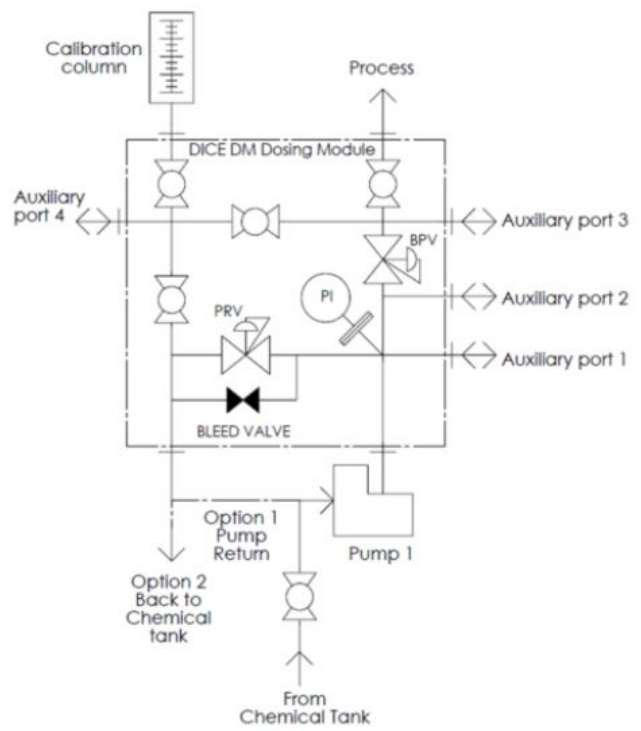 Calibration
column
Process
DICE DM Dosing Module
Auxiliary
port 4
Auxiliary port 3
BPV
PI
Auxiliary port 2
PRV
Auxiliary port 1
BLEED VALVE
Option 1
Pump
Return
Pump 1
Option 2
Back to
Chemical
tank
From
Chemical Tank